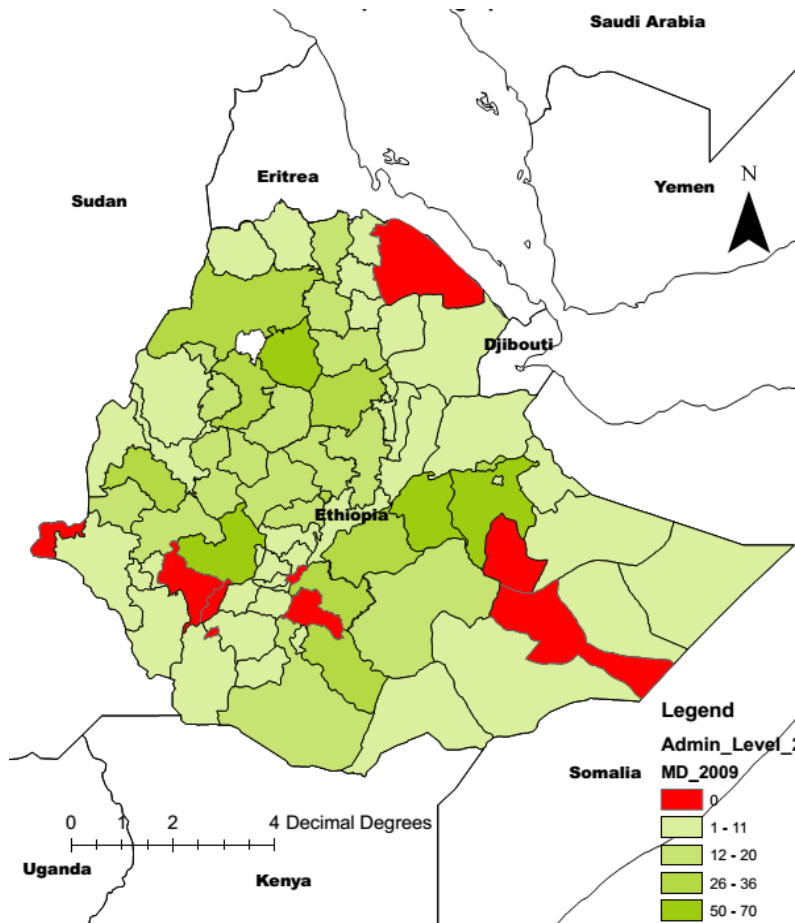 Saudi Arabia
Eritrea
Sudan
Yemen
N
Djibouti
Ethiopia
Legend
Admin_Level_2
MD_2009
Somalia
0
1 - 11
12 - 20
26 - 36
50 - 70
0 1 2 4 Decimal Degrees
Uganda
Kenya